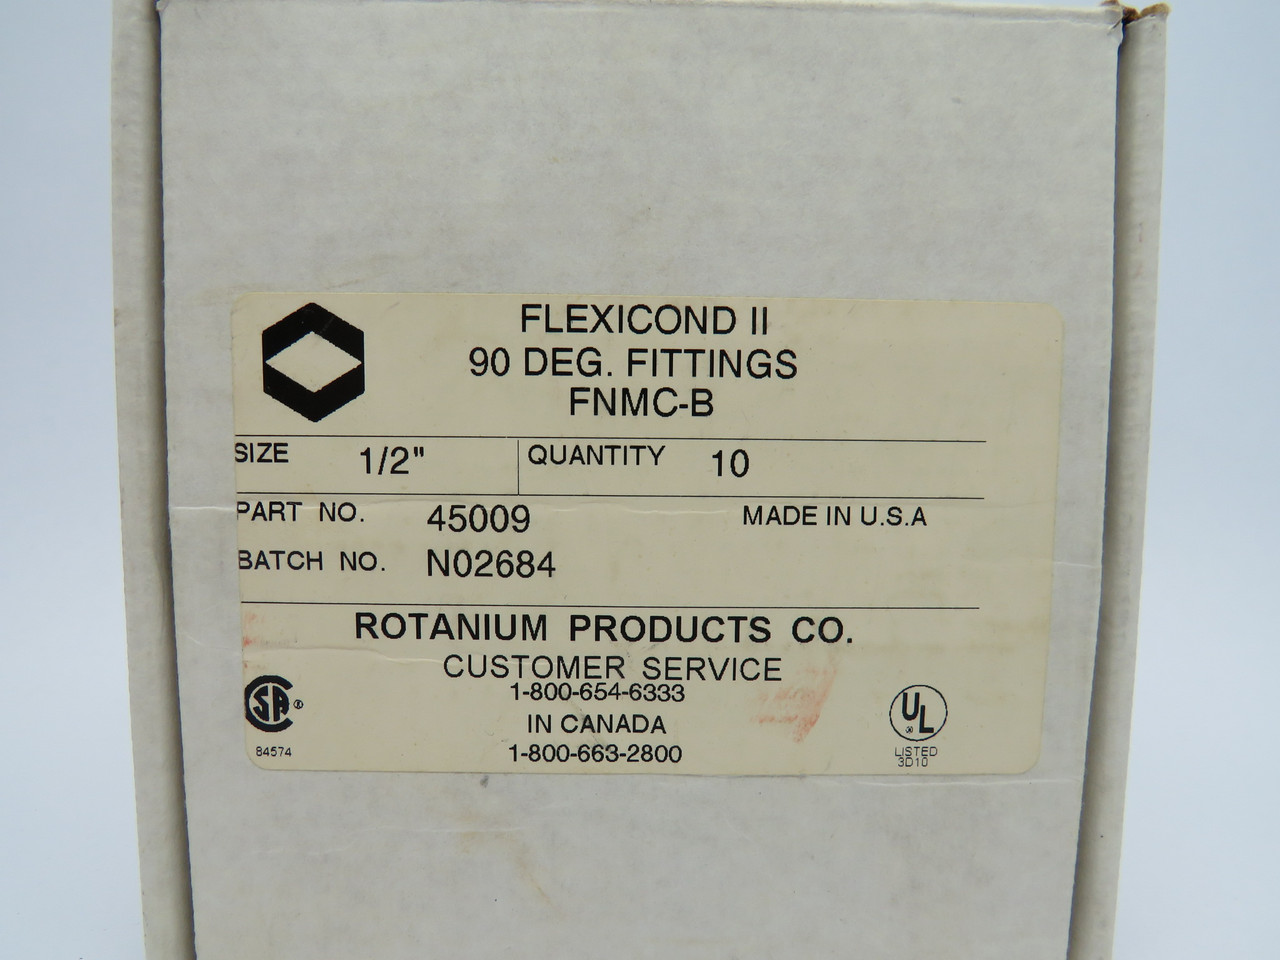 FLEXICOND II
90 DEG. FITTINGS
FNMC-B
SIZE 1/2" QUANTITY 10
PART NO. 45009 MADE IN U.S.A
BATCH NO. N02684
ROTANIUM PRODUCTS CO.
CUSTOMER SERVICE
1-800-654-6333
IN CANADA
1-800-663-2800
SA ®
84574
UL ®
LISTED
3D10